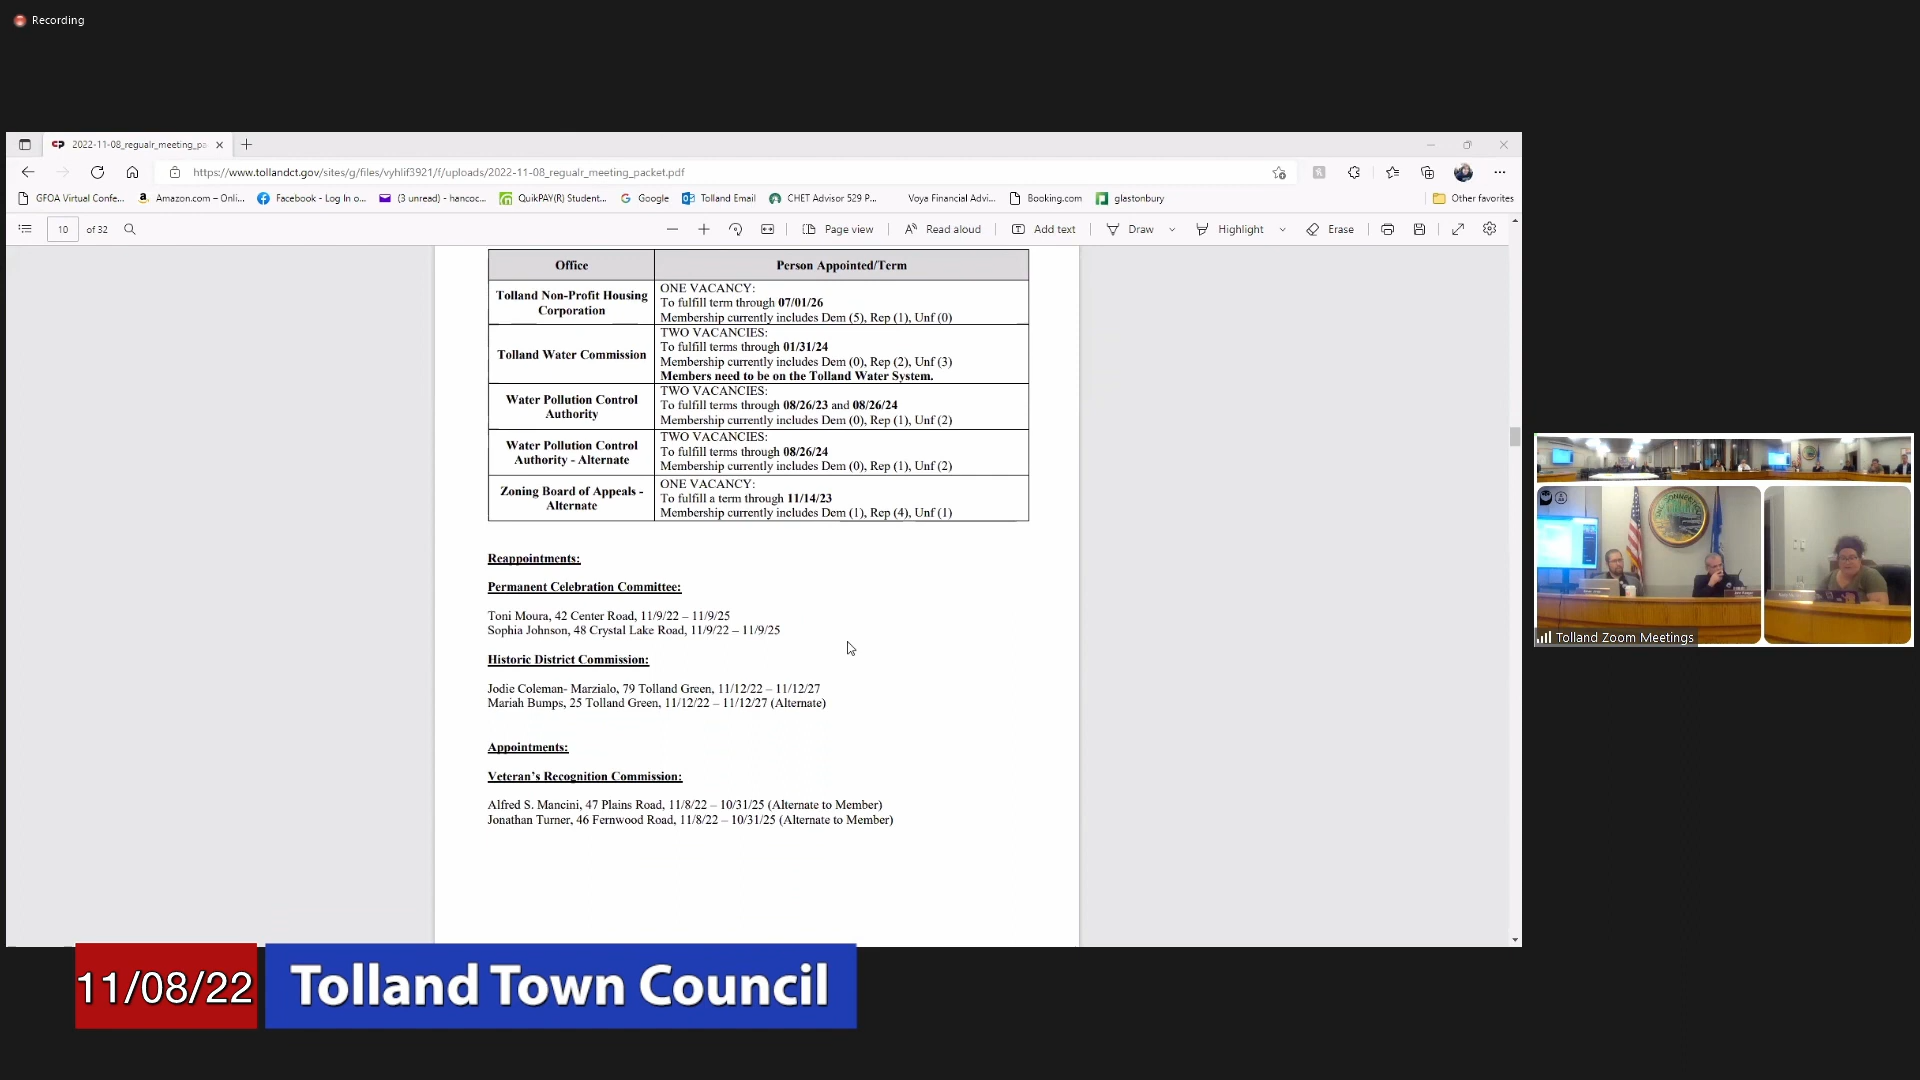 Recording
2022-11-08_regualr_meeting_pa
https://www.tollandct.gov/sites/g/files/vyhlif3921/f/uploads/2022-11-08_regualr_meeting_packet.pdf
GFOA Virtual Confe... Amazon.com – Onli... Facebook - Log In o... (3 unread) - hancoc... QuikPAY(R) Student... Google Tolland Email CHET Advisor 529 P... Voya Financial Advi... Booking.com glastonbury Other favorites
10 of 32 Page view Read aloud Add text Draw Highlight Erase
Office Person Appointed/Term
Tolland Non-Profit Housing Corporation
ONE VACANCY:
To fulfill term through 07/01/26
Membership currently includes Dem (5), Rep (1), Unf (0)
Tolland Water Commission
TWO VACANCIES:
To fulfill terms through 01/31/24
Membership currently includes Dem (0), Rep (2), Unf (3)
Members need to be on the Tolland Water System.
Water Pollution Control Authority
TWO VACANCIES:
To fulfill terms through 08/26/23 and 08/26/24
Membership currently includes Dem (0), Rep (1), Unf (2)
Water Pollution Control Authority - Alternate
TWO VACANCIES:
To fulfill terms through 08/26/24
Membership currently includes Dem (0), Rep (1), Unf (2)
Zoning Board of Appeals - Alternate
ONE VACANCY:
To fulfill a term through 11/14/23
Membership currently includes Dem (1), Rep (4), Unf (1)
Reappointments:
Permanent Celebration Committee:
Toni Moura, 42 Center Road, 11/9/22 – 11/9/25
Sophia Johnson, 48 Crystal Lake Road, 11/9/22 – 11/9/25
Historic District Commission:
Jodie Coleman- Marzialo, 79 Tolland Green, 11/12/22 – 11/12/27
Mariah Bumps, 25 Tolland Green, 11/12/22 – 11/12/27 (Alternate)
Appointments:
Veteran's Recognition Commission:
Alfred S. Mancini, 47 Plains Road, 11/8/22 – 10/31/25 (Alternate to Member)
Jonathan Turner, 46 Fernwood Road, 11/8/22 – 10/31/25 (Alternate to Member)
Tolland Zoom Meetings
11/08/22 Tolland Town Council